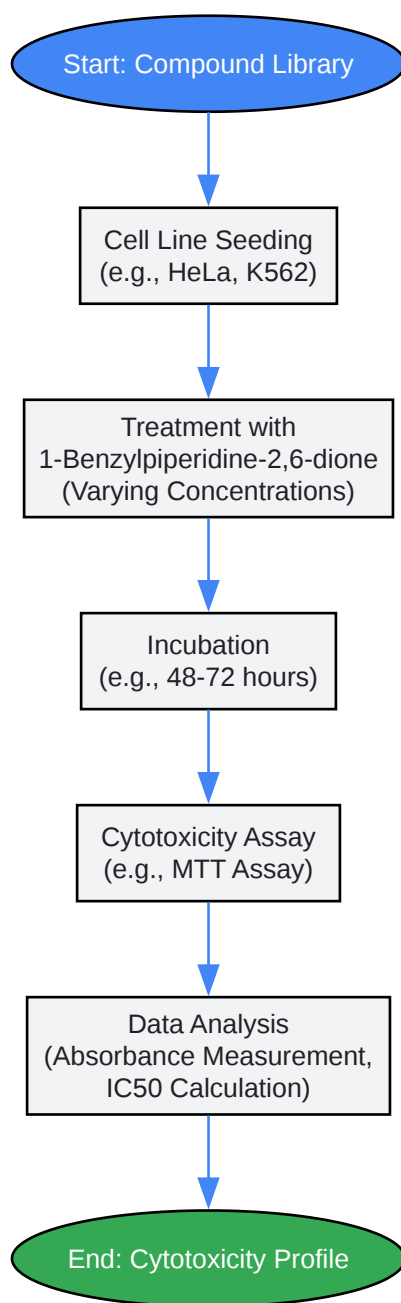 Start: Compound Library
Cell Line Seeding
(e.g., HeLa, K562)
Treatment with
1-Benzylpiperidine-2,6-dione
(Varying Concentrations)
Incubation
(e.g., 48-72 hours)
Cytotoxicity Assay
(e.g., MTT Assay)
Data Analysis
(Absorbance Measurement,
IC50 Calculation)
End: Cytotoxicity Profile